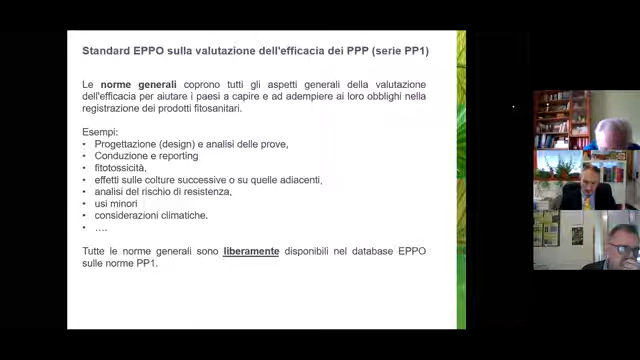 Standard EPPO sulla valutazione dell'efficacia dei PPP (serie PP1)
Le norme generali coprono tutti gli aspetti generali della valutazione
dell'efficacia per aiutare i paesi a capire e ad adempiere ai loro obblighi nella
registrazione dei prodotti fitosanitari.
Esempi:
• Progettazione (design) e analisi delle prove,
• Conduzione e reporting
• fitotossicità,
• effetti sulle colture successive o su quelle adiacenti,
• analisi del rischio di resistenza,
• usi minori
• considerazioni climatiche.
• ….
Tutte le norme generali sono liberamente disponibili nel database EPPO
sulle norme PP1.